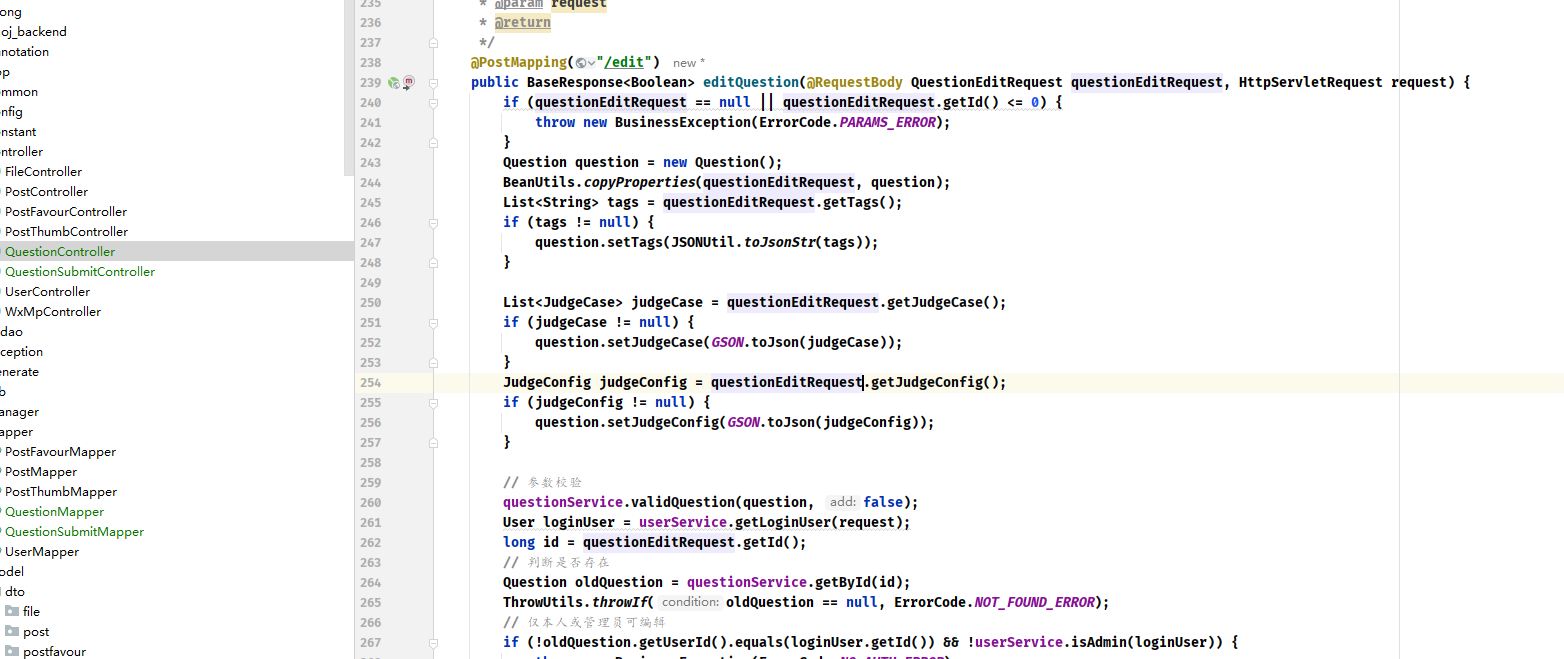 ong
oj_backend
notation
op
ommon
onfig
onstant
ontroller
FileController
PostController
PostFavourController
PostThumbController
QuestionController
QuestionSubmitController
UserController
WxMpController
dao
ception
enerate
b
anager
apper
PostFavourMapper
PostMapper
PostThumbMapper
QuestionMapper
QuestionSubmitMapper
UserMapper
odel
dto
file
post
postfavour
235 * @param request
236 * @return
237 */
238 @PostMapping("/edit") new *
239 public BaseResponse<Boolean> editQuestion(@RequestBody QuestionEditRequest questionEditRequest, HttpServletRequest request) {
240 if (questionEditRequest == null || questionEditRequest.getId() <= 0) {
241 throw new BusinessException(ErrorCode.PARAMS_ERROR);
242 }
243 Question question = new Question();
244 BeanUtils.copyProperties(questionEditRequest, question);
245 List<String> tags = questionEditRequest.getTags();
246 if (tags != null) {
247 question.setTags(JSONUtil.toJsonStr(tags));
248 }
249
250 List<JudgeCase> judgeCase = questionEditRequest.getJudgeCase();
251 if (judgeCase != null) {
252 question.setJudgeCase(GSON.toJson(judgeCase));
253 }
254 JudgeConfig judgeConfig = questionEditRequest.getJudgeConfig();
255 if (judgeConfig != null) {
256 question.setJudgeConfig(GSON.toJson(judgeConfig));
257 }
258
259 // 参数校验
260 questionService.validQuestion(question, add: false);
261 User loginUser = userService.getLoginUser(request);
262 long id = questionEditRequest.getId();
263 // 判断是否存在
264 Question oldQuestion = questionService.getById(id);
265 ThrowUtils.throwIf( condition: oldQuestion == null, ErrorCode.NOT_FOUND_ERROR);
266 // 仅本人或管理员可编辑
267 if (!oldQuestion.getUserId().equals(loginUser.getId()) && !userService.isAdmin(loginUser)) {